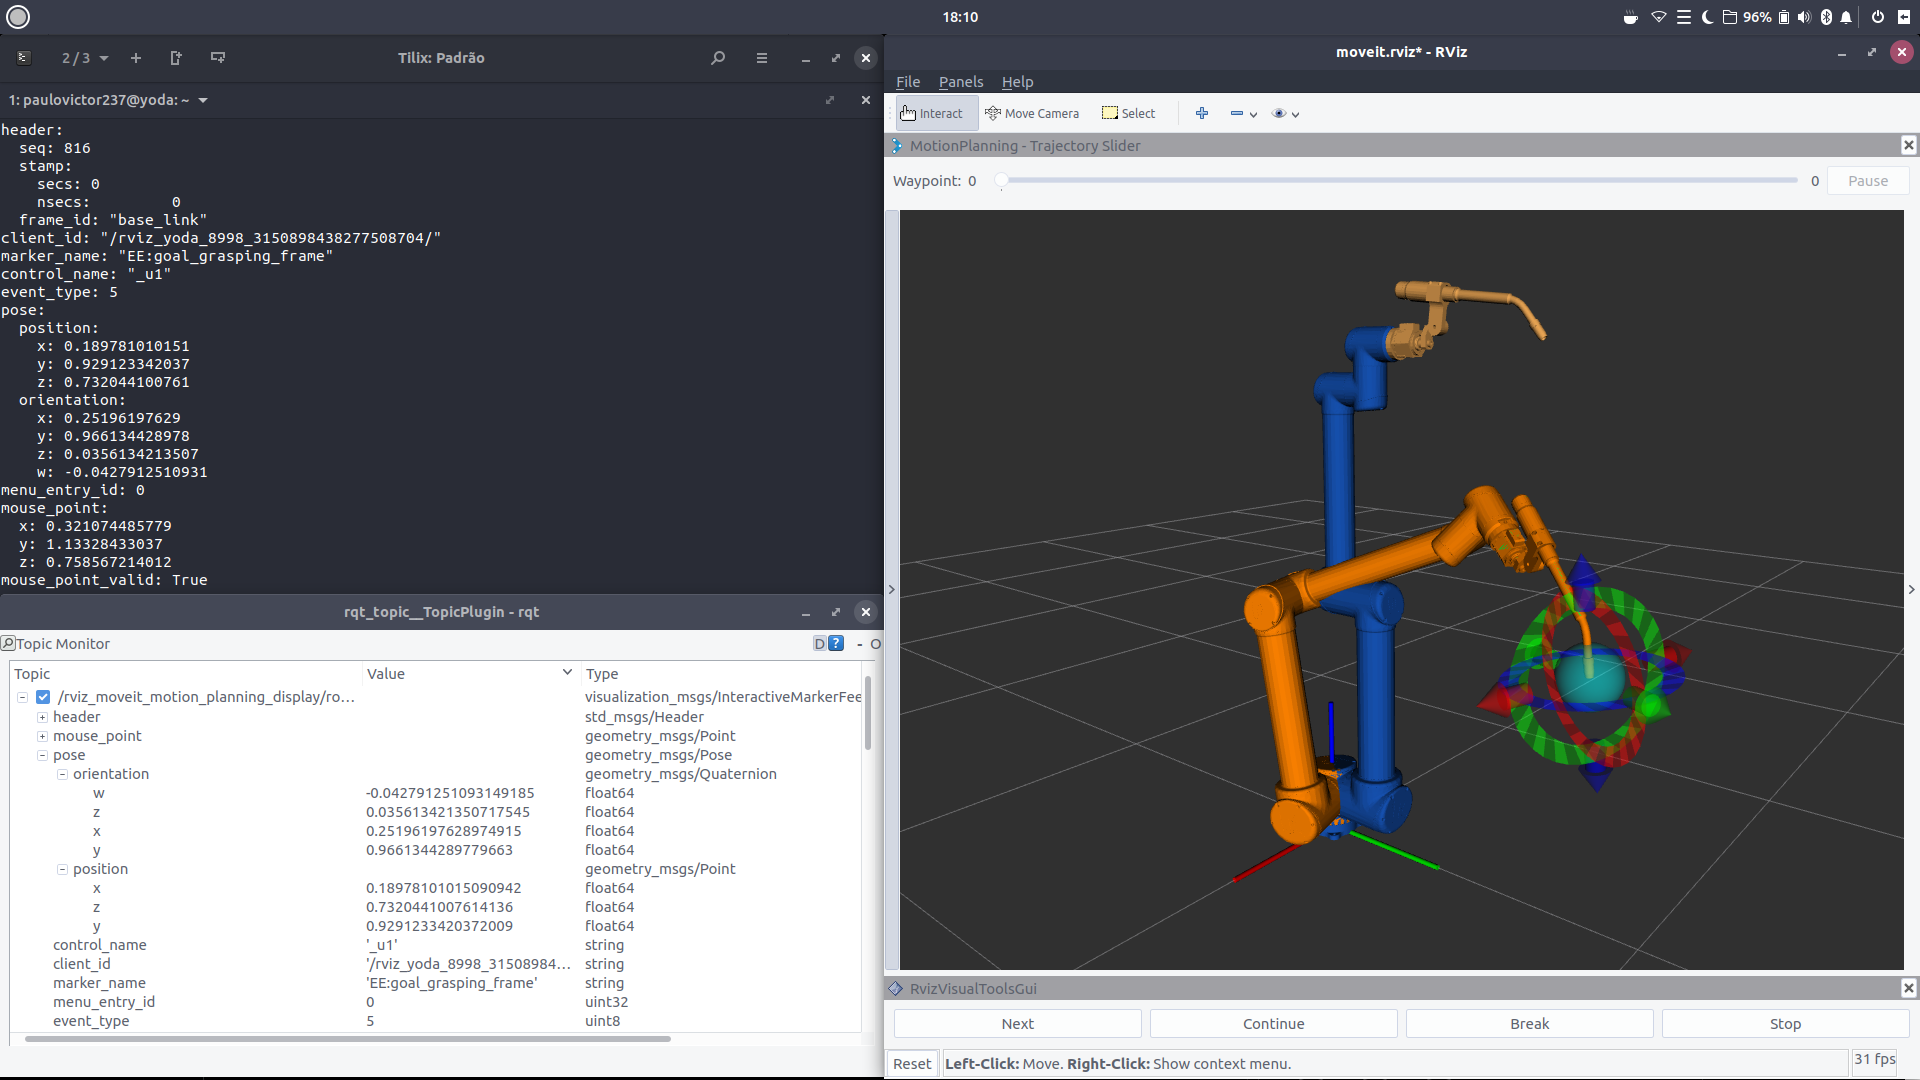 18:10
96%
2 / 3
Tilix: Padrão
1: paulovictor237@yoda: ~
header:
seq: 816
stamp:
secs: 0
nsecs: 0
frame_id: "base_link"
client_id: "/rviz_yoda_8998_3150898438277508704/"
marker_name: "EE:goal_grasping_frame"
control_name: "_u1"
event_type: 5
pose:
position:
x: 0.189781010151
y: 0.929123342037
z: 0.732044100761
orientation:
x: 0.25196197629
y: 0.966134428978
z: 0.0356134213507
w: -0.0427912510931
menu_entry_id: 0
mouse_point:
x: 0.321074485779
y: 1.13328433037
z: 0.758567214012
mouse_point_valid: True
rqt_topic__TopicPlugin - rqt
Topic Monitor
D ? - O
Topic Value Type
/rviz_moveit_motion_planning_display/ro... visualization_msgs/InteractiveMarkerFee
header std_msgs/Header
mouse_point geometry_msgs/Point
pose geometry_msgs/Pose
orientation geometry_msgs/Quaternion
w -0.042791251093149185 float64
z 0.035613421350717545 float64
x 0.25196197628974915 float64
y 0.9661344289779663 float64
position geometry_msgs/Point
x 0.18978101015090942 float64
z 0.7320441007614136 float64
y 0.9291233420372009 float64
control_name '_u1' string
client_id '/rviz_yoda_8998_31508984... string
marker_name 'EE:goal_grasping_frame' string
menu_entry_id 0 uint32
event_type 5 uint8
moveit.rviz* - RViz
File Panels Help
Interact Move Camera Select
MotionPlanning - Trajectory Slider
Waypoint: 0 0 Pause
RvizVisualToolsGui
Next Continue Break Stop
Reset Left-Click: Move. Right-Click: Show context menu. 31 fps